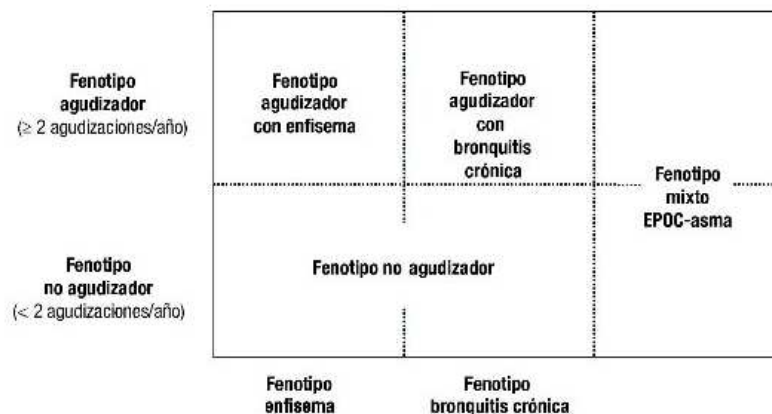 Fenotipo
agudizador
(≥ 2 agudizaciones/año)
Fenotipo
agudizador
con enfisema
Fenotipo
agudizador
con
bronquitis
crónica
Fenotipo
mixto
EPOC-asma
Fenotipo
no agudizador
(< 2 agudizaciones/año)
Fenotipo no agudizador
Fenotipo
enfisema
Fenotipo
bronquitis crónica